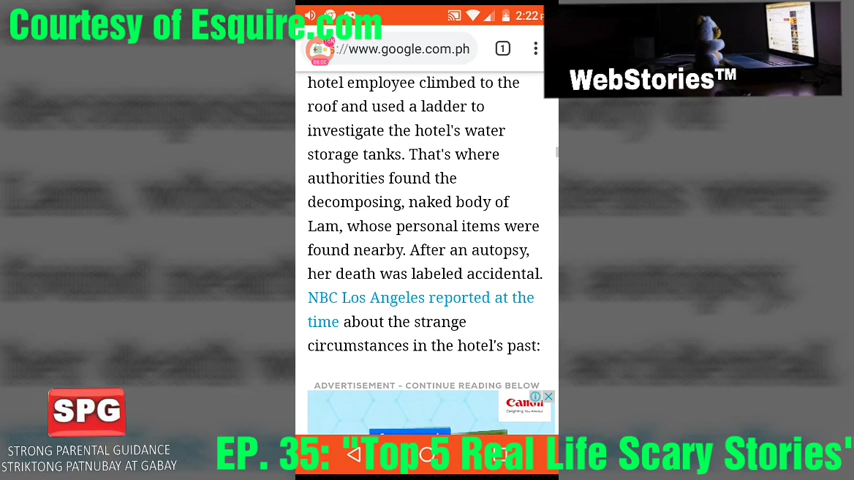 Courtesy of Esquire.com
2:22
://www.google.com.ph
1
WebStories™
hotel employee climbed to the
roof and used a ladder to
investigate the hotel's water
storage tanks. That's where
authorities found the
decomposing, naked body of
Lam, whose personal items were
found nearby. After an autopsy,
her death was labeled accidental.
NBC Los Angeles reported at the
time about the strange
circumstances in the hotel's past:
ADVERTISEMENT - CONTINUE READING BELOW
Canon
SPG
STRONG PARENTAL GUIDANCE
STRIKTONG PATNUBAY AT GABAY
EP. 35: "Top 5 Real Life Scary Stories"